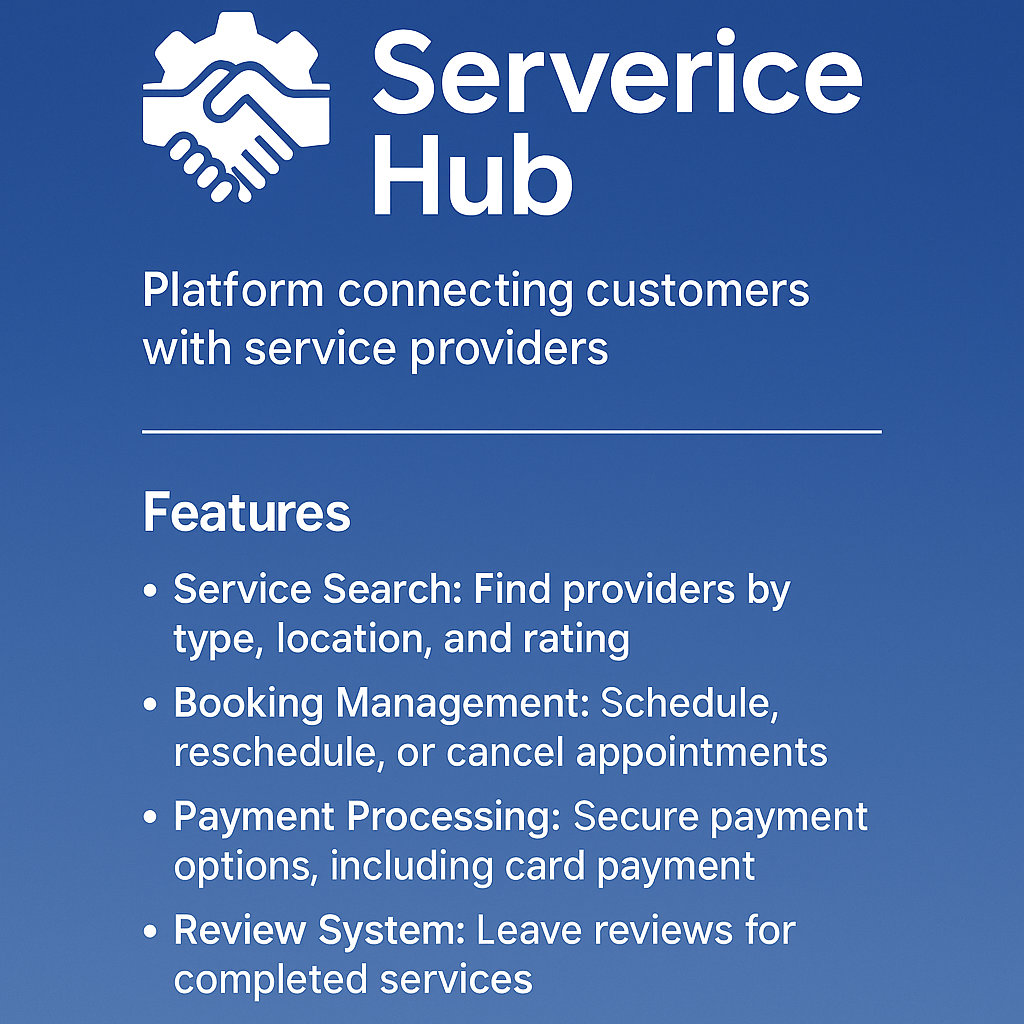 Serverice
Hub
Platform connecting customers
with service providers
Features
• Service Search: Find providers by
type, location, and rating
• Booking Management: Schedule,
reschedule, or cancel appointments
• Payment Processing: Secure payment
options, including card payment
• Review System: Leave reviews for
completed services